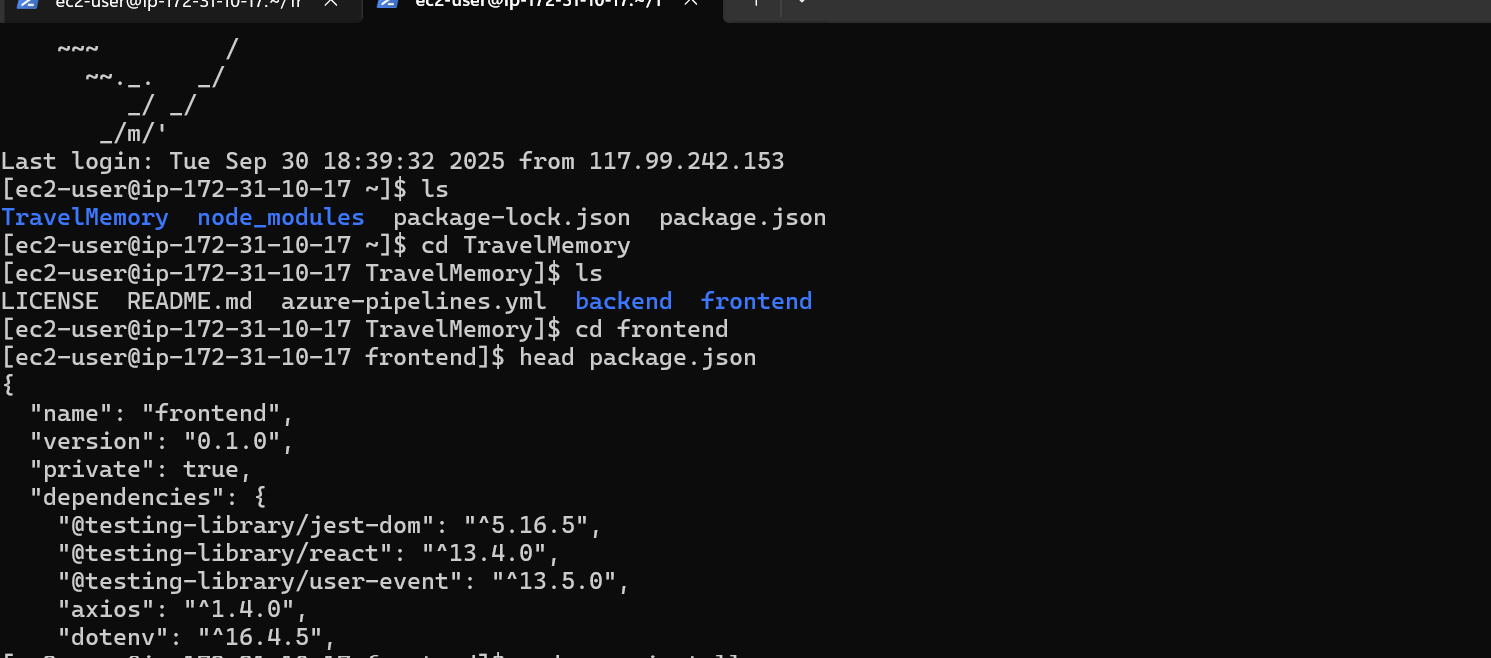 ec2-user@ip-172-31-10-17:~/Tr
ec2-user@ip-172-31-10-17:~/T
~~~         /
~~._.   _/
_/ _/
_/m/'
Last login: Tue Sep 30 18:39:32 2025 from 117.99.242.153
[ec2-user@ip-172-31-10-17 ~]$ ls
TravelMemory  node_modules  package-lock.json  package.json
[ec2-user@ip-172-31-10-17 ~]$ cd TravelMemory
[ec2-user@ip-172-31-10-17 TravelMemory]$ ls
LICENSE  README.md  azure-pipelines.yml  backend  frontend
[ec2-user@ip-172-31-10-17 TravelMemory]$ cd frontend
[ec2-user@ip-172-31-10-17 frontend]$ head package.json
{
  "name": "frontend",
  "version": "0.1.0",
  "private": true,
  "dependencies": {
    "@testing-library/jest-dom": "^5.16.5",
    "@testing-library/react": "^13.4.0",
    "@testing-library/user-event": "^13.5.0",
    "axios": "^1.4.0",
    "dotenv": "^16.4.5",